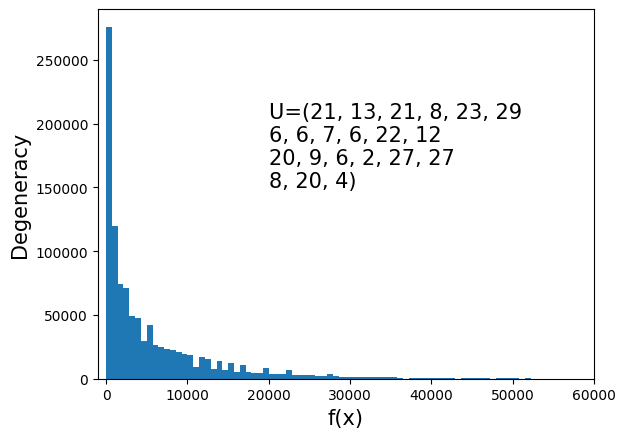 250000
200000
150000
100000
50000
0
Degeneracy
U=(21, 13, 21, 8, 23, 29
6, 6, 7, 6, 22, 12
20, 9, 6, 2, 27, 27
8, 20, 4)
0 10000 20000 30000 40000 50000 60000
f(x)